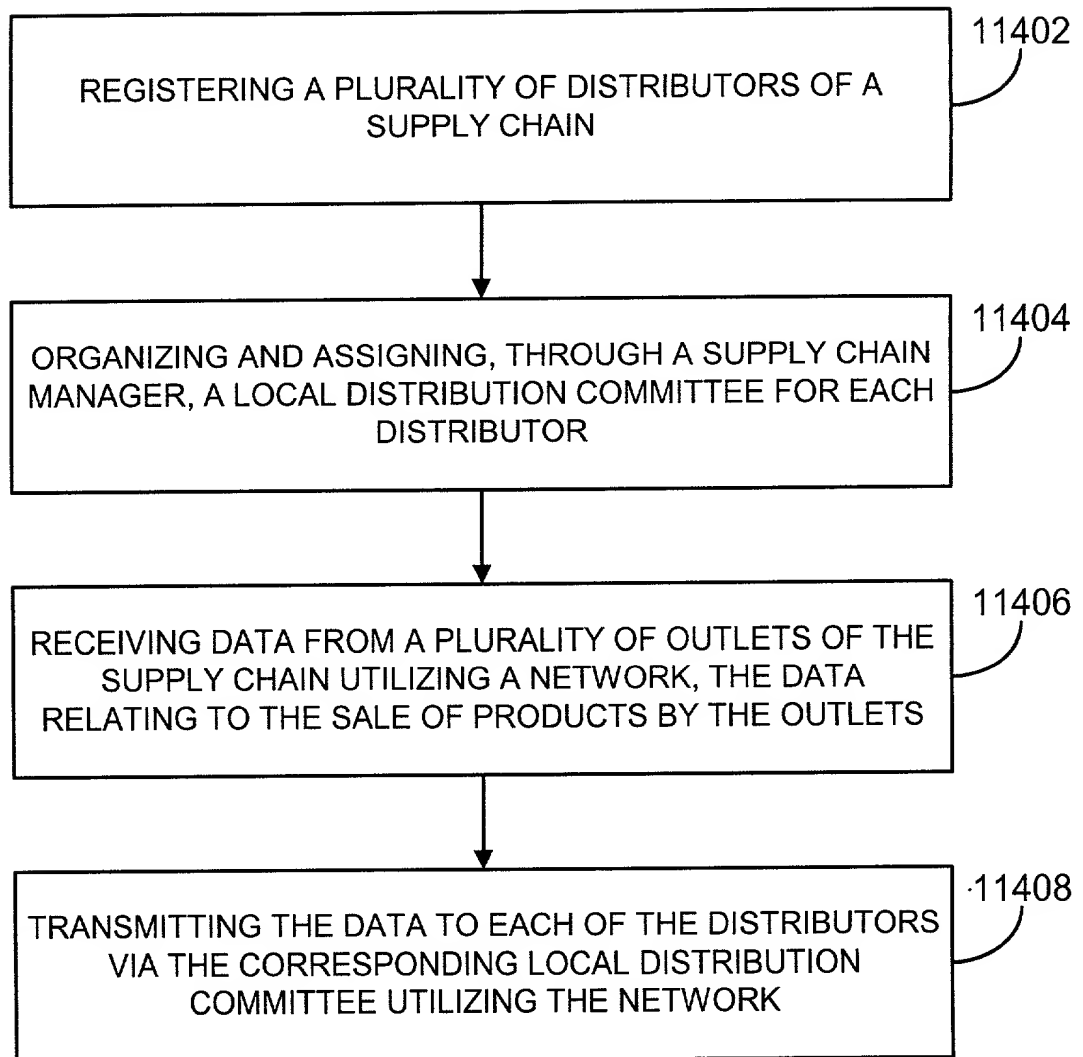 11402
REGISTERING A PLURALITY OF DISTRIBUTORS OF A
SUPPLY CHAIN
11404
ORGANIZING AND ASSIGNING, THROUGH A SUPPLY CHAIN
MANAGER, A LOCAL DISTRIBUTION COMMITTEE FOR EACH
DISTRIBUTOR
11406
RECEIVING DATA FROM A PLURALITY OF OUTLETS OF THE
SUPPLY CHAIN UTILIZING A NETWORK, THE DATA
RELATING TO THE SALE OF PRODUCTS BY THE OUTLETS
11408
TRANSMITTING THE DATA TO EACH OF THE DISTRIBUTORS
VIA THE CORRESPONDING LOCAL DISTRIBUTION
COMMITTEE UTILIZING THE NETWORK